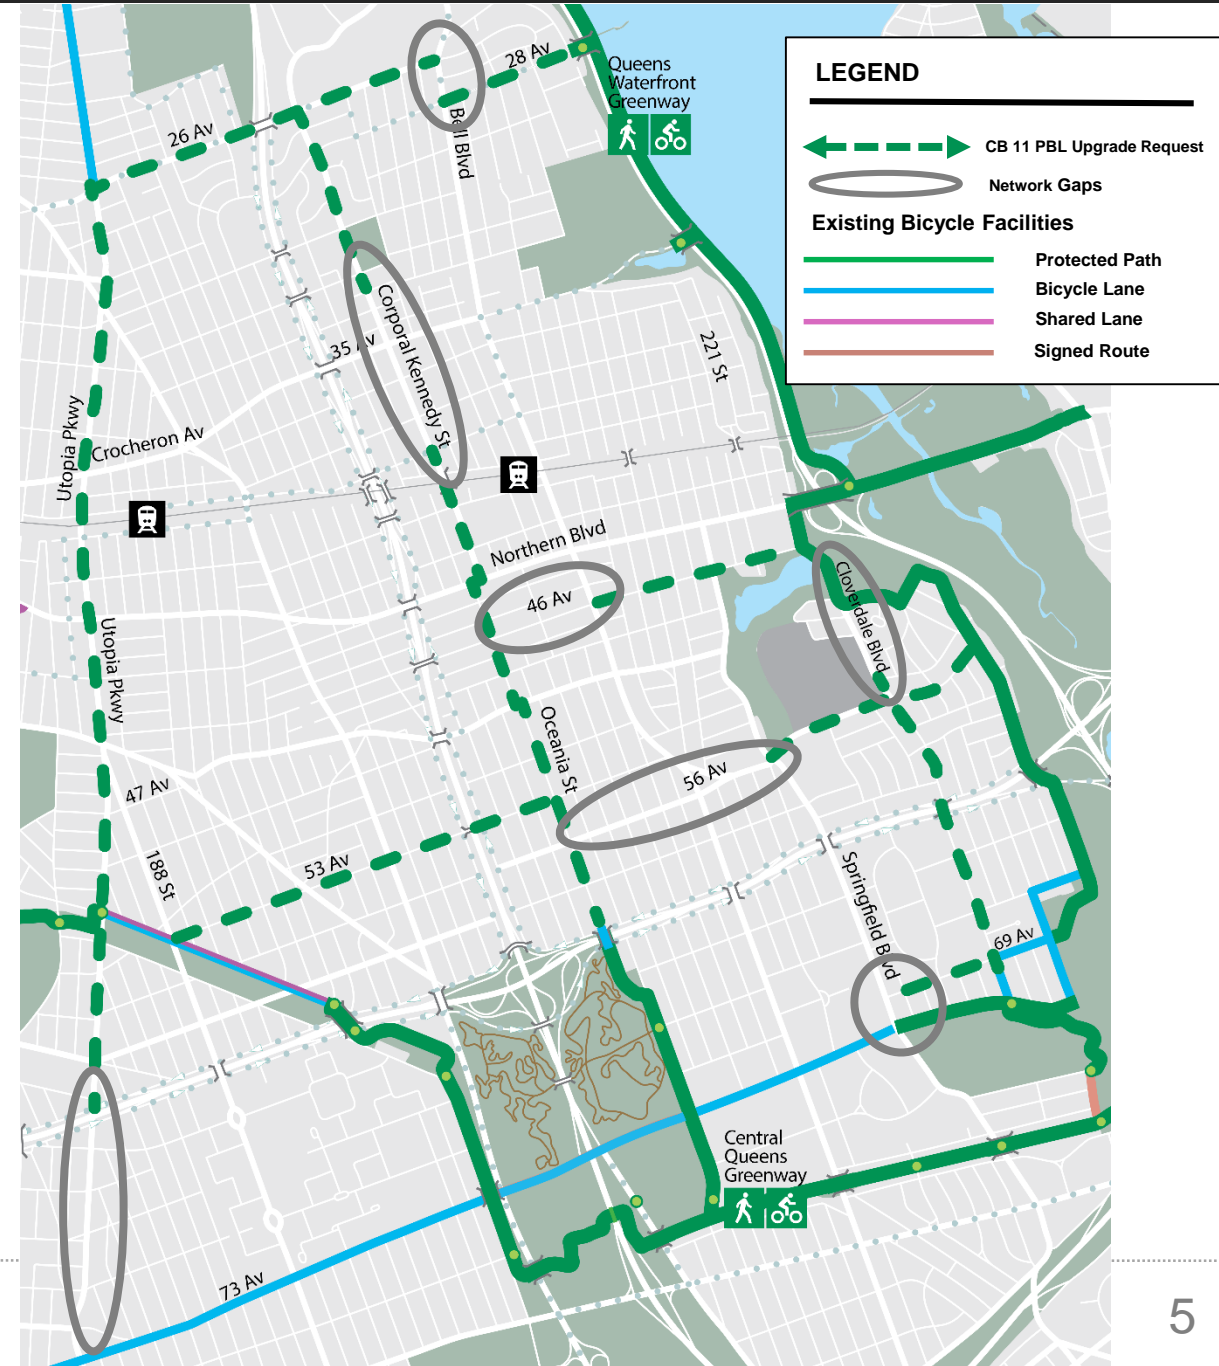 28 Av
Queens
Waterfront
Greenway
26 Av
Bell Blvd
LEGEND
CB 11 PBL Upgrade Request
Network Gaps
Existing Bicycle Facilities
Protected Path
Bicycle Lane
Shared Lane
Signed Route
Corporal Kennedy St
35 Av
221 St
Utopia Pkwy
Crocheron Av
Northern Blvd
46 Av
Cloverdale Blvd
Utopia Pkwy
Oceania St
56 Av
47 Av
188 St
53 Av
Springfield Blvd
69 Av
Central
Queens
Greenway
73 Av
5